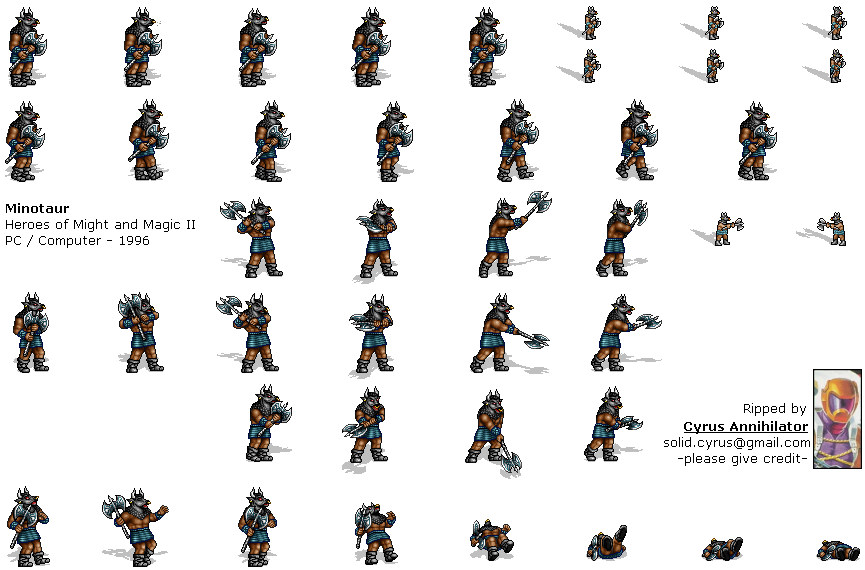 Minotaur
Heroes of Might and Magic II
PC / Computer - 1996
Ripped by
Cyrus Annihilator
solid.cyrus@gmail.com
-please give credit-